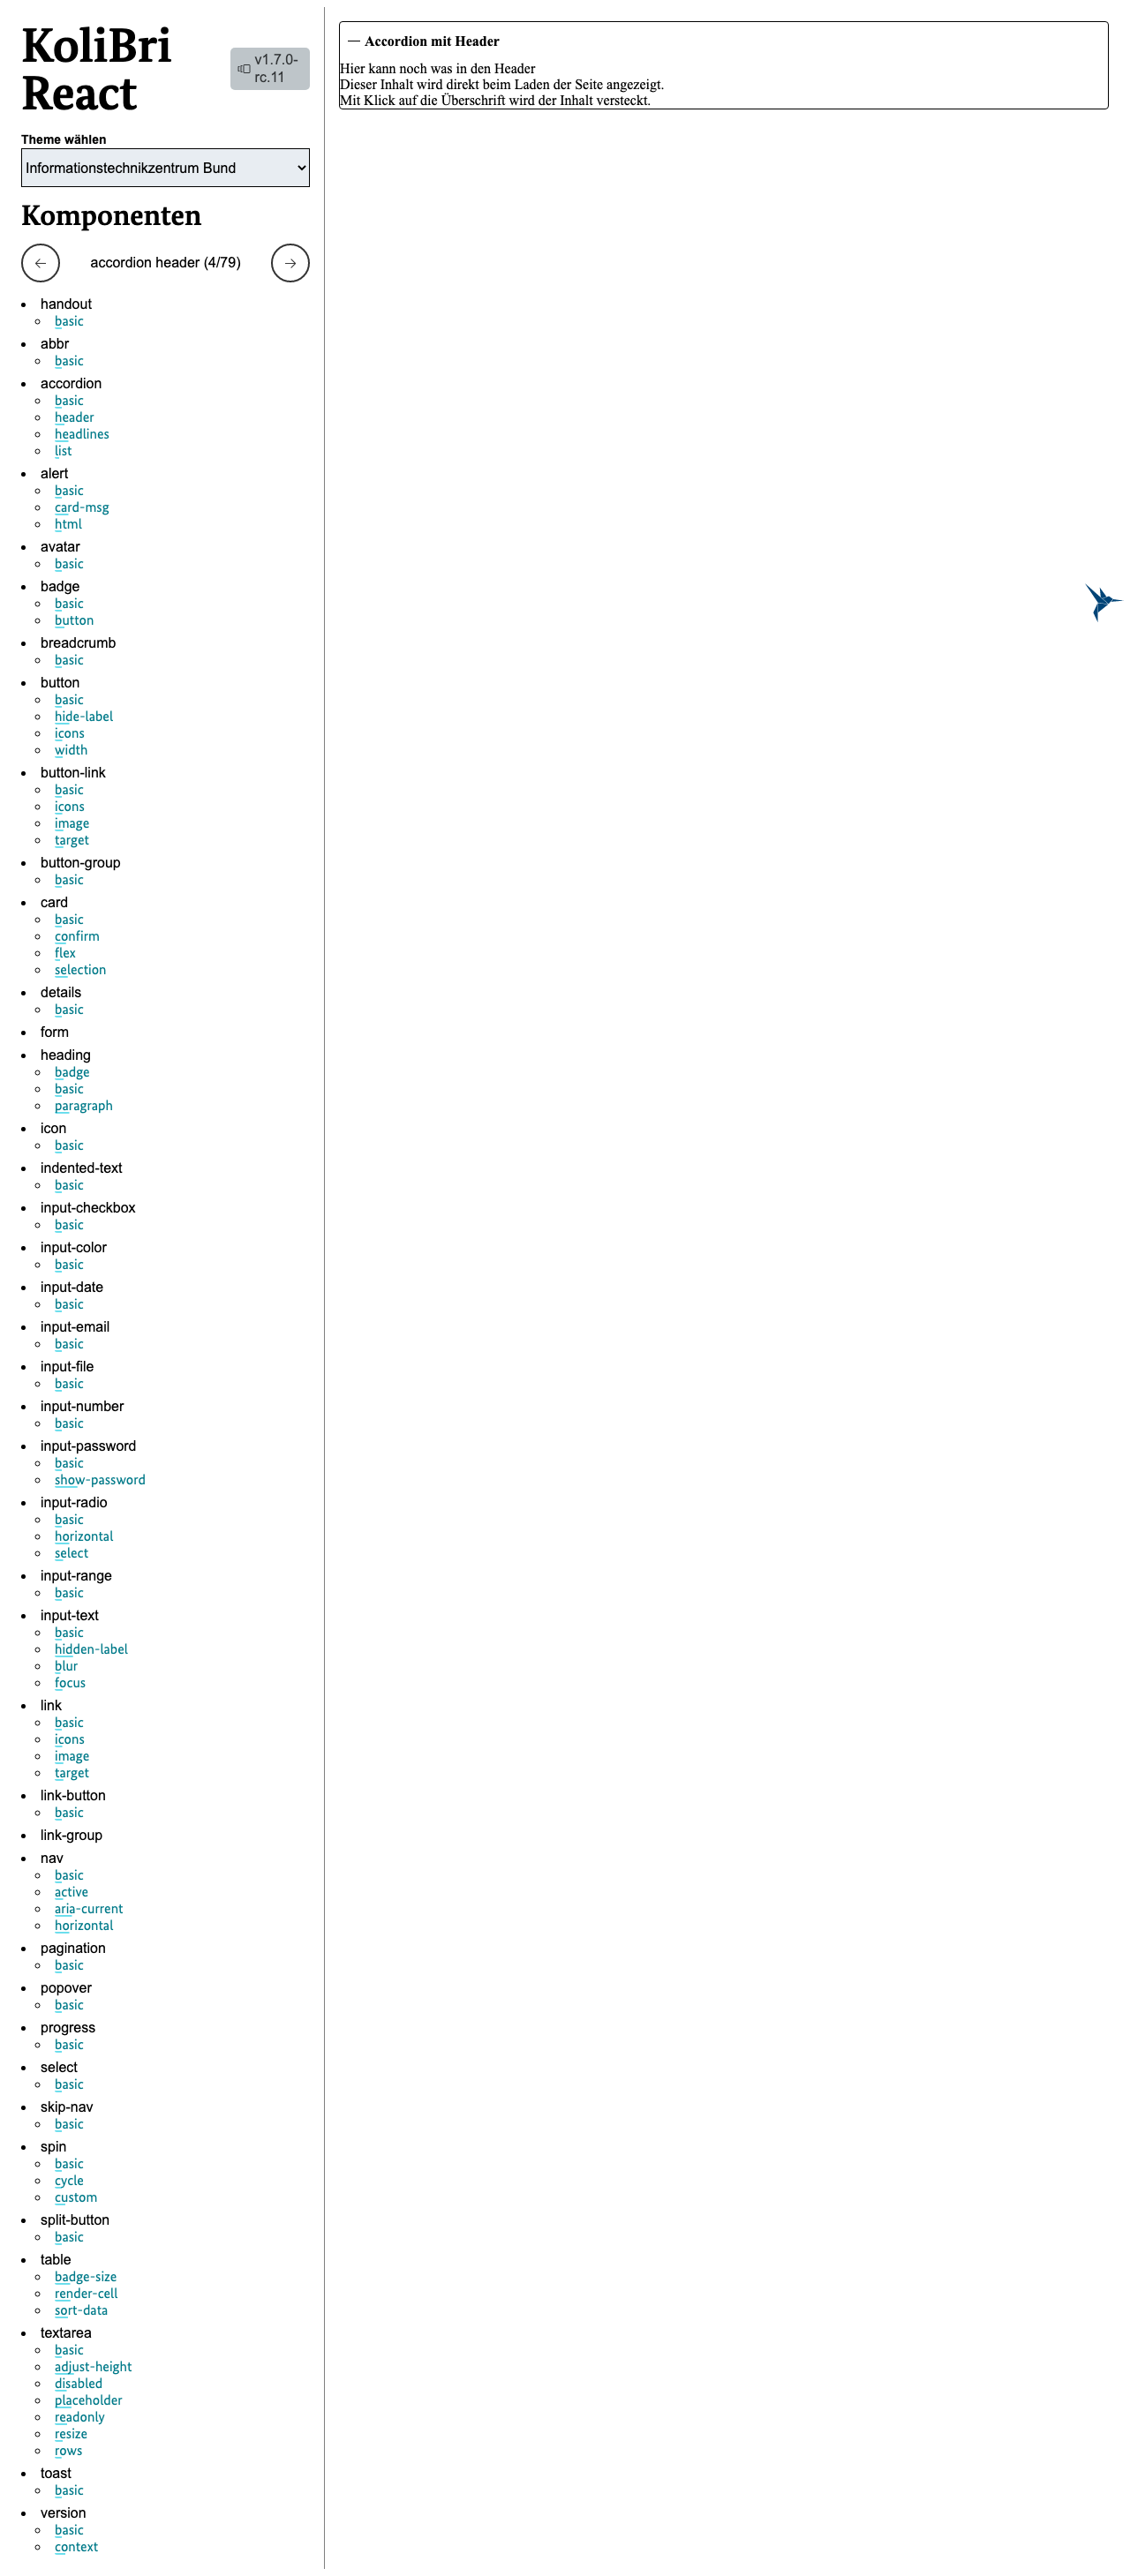 KoliBri
React
v1.7.0-
rc.11
Theme wählen
Informationstechnikzentrum Bund
Komponenten
accordion header (4/79)
handout
basic
abbr
basic
accordion
basic
header
headlines
list
alert
basic
card-msg
html
avatar
basic
badge
basic
button
breadcrumb
basic
button
basic
hide-label
icons
width
button-link
basic
icons
image
target
button-group
basic
card
basic
confirm
flex
selection
details
basic
form
heading
badge
basic
paragraph
icon
basic
indented-text
basic
input-checkbox
basic
input-color
basic
input-date
basic
input-email
basic
input-file
basic
input-number
basic
input-password
basic
show-password
input-radio
basic
horizontal
select
input-range
basic
input-text
basic
hidden-label
blur
focus
link
basic
icons
image
target
link-button
basic
link-group
nav
basic
active
aria-current
horizontal
pagination
basic
popover
basic
progress
basic
select
basic
skip-nav
basic
spin
basic
cycle
custom
split-button
basic
table
badge-size
render-cell
sort-data
textarea
basic
adjust-height
disabled
placeholder
readonly
resize
rows
toast
basic
version
basic
context
Accordion mit Header
Hier kann noch was in den Header
Dieser Inhalt wird direkt beim Laden der Seite angezeigt.
Mit Klick auf die Überschrift wird der Inhalt versteckt.